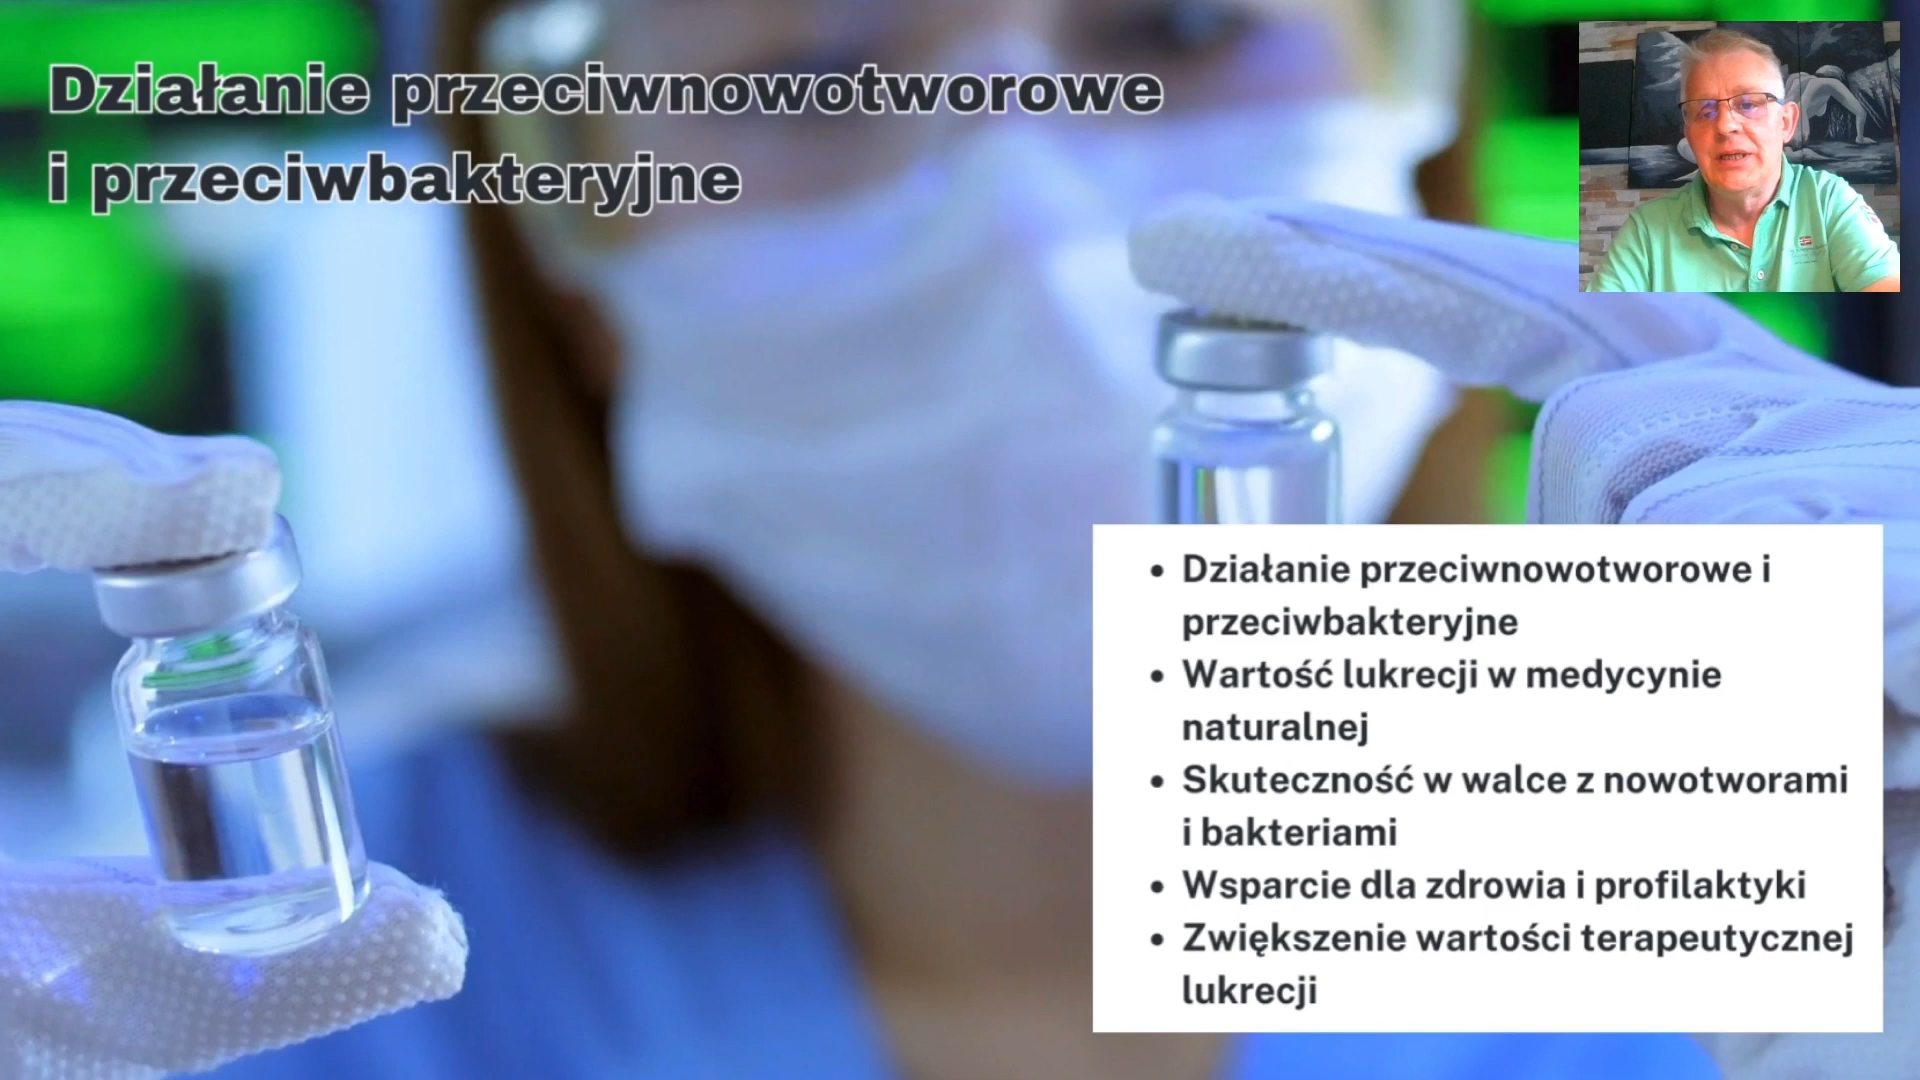 Działanie przeciwnowotworowe
i przeciwbakteryjne
• Działanie przeciwnowotworowe i
przeciwbakteryjne
• Wartość lukrecji w medycynie
naturalnej
• Skuteczność w walce z nowotworami
i bakteriami
• Wsparcie dla zdrowia i profilaktyki
• Zwiększenie wartości terapeutycznej
lukrecji